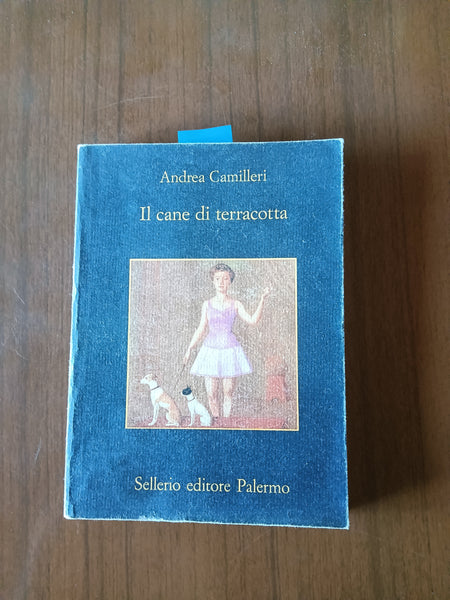 Andrea Camilleri
Il cane di terracotta
Sellerio editore Palermo